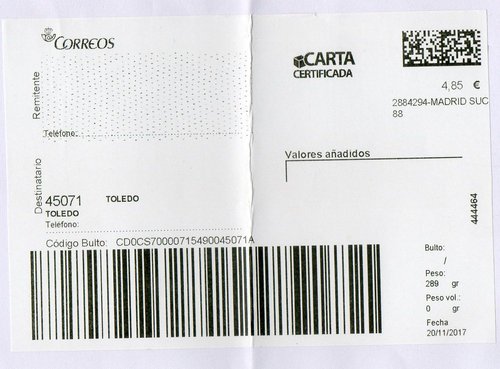 CORREOS
Remitente
Teléfono:
CARTA
CERTIFICADA
4,85 €
2884294-MADRID SUC
88
Valores añadidos
Destinatario
45071 TOLEDO
TOLEDO
Teléfono:
Código Bulto: CD0CS70000715490045071A
444464
Bulto:
/
Peso:
289 gr
Peso vol.:
0 gr
Fecha
20/11/2017